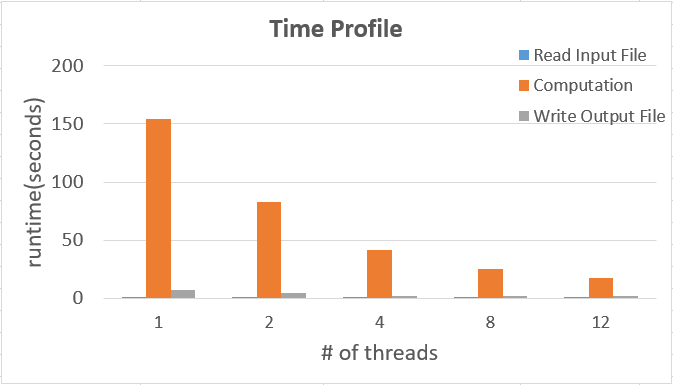 Time Profile
Read Input File
Computation
Write Output File
200
150
100
50
0
runtime(seconds)
1 2 4 8 12
# of threads